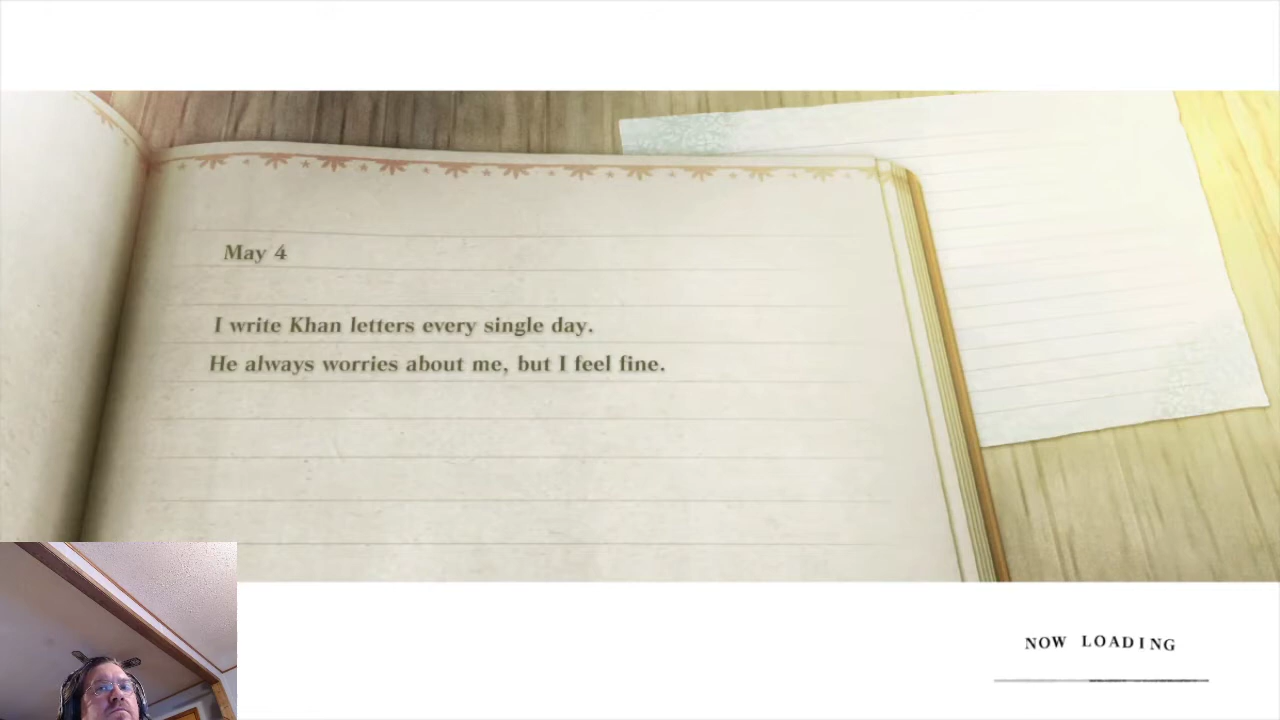 May 4
I write Khan letters every single day.
He always worries about me, but I feel fine.
NOW LOADING